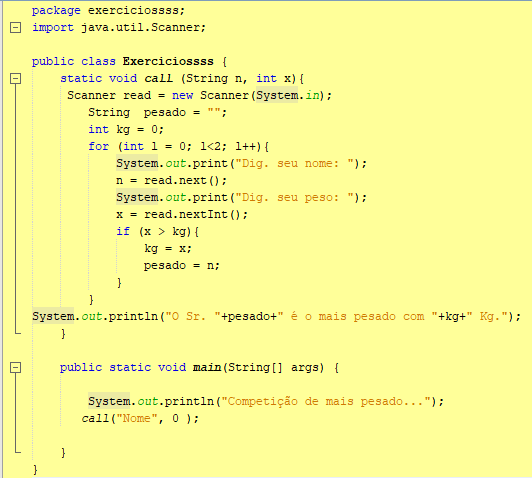 package exerciciossss;
import java.util.Scanner;
public class Exerciciossss {
static void call (String n, int x){
Scanner read = new Scanner(System.in);
String pesado = "";
int kg = 0;
for (int l = 0; l<2; l++){
System.out.print("Dig. seu nome: ");
n = read.next();
System.out.print("Dig. seu peso: ");
x = read.nextInt();
if (x > kg){
kg = x;
pesado = n;
}
}
System.out.println("O Sr. "+pesado+" é o mais pesado com "+kg+" Kg.");
}
public static void main(String[] args) {
System.out.println("Competição de mais pesado...");
call("Nome", 0 );
}
}